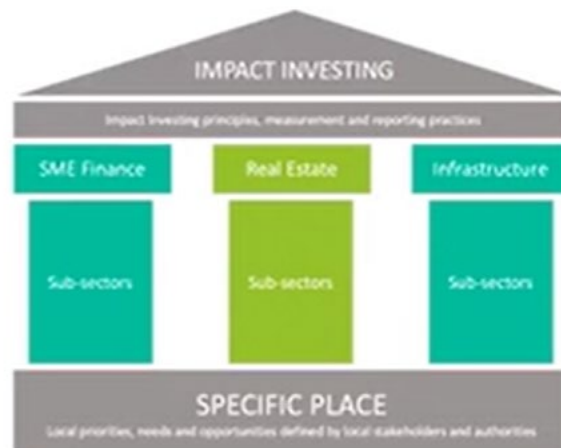 IMPACT INVESTING
Impact Investing principles, measurement and reporting practices
SME Finance
Real Estate
Infrastructure
Sub-sectors
Sub-sectors
Sub-sectors
SPECIFIC PLACE
Local priorities, needs and opportunities defined by local stakeholders and authorities